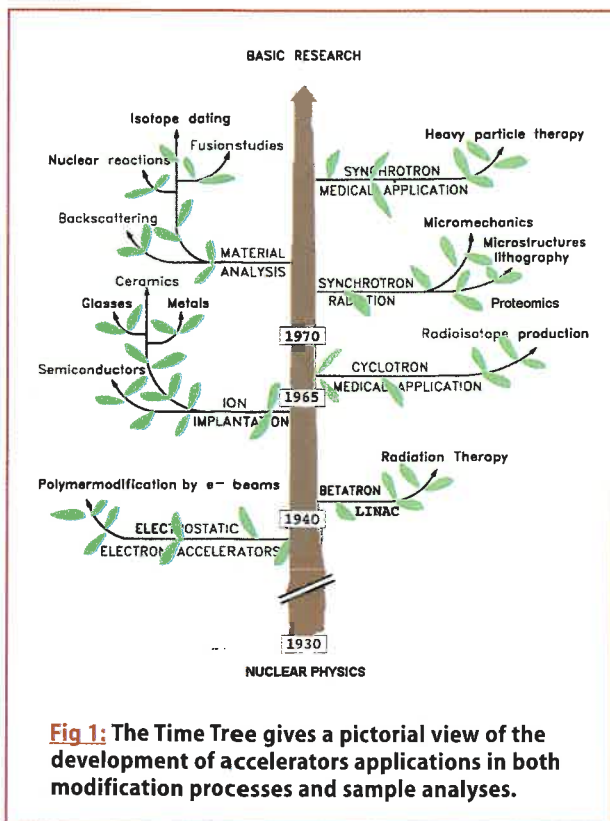 BASIC RESEARCH
Isotope dating
Fusionstudies
Nuclear reactions
Backscattering
MATERIAL
ANALYSIS
Heavy particle therapy
SYNCHROTRON
MEDICAL APPLICATION
Micromechanics
Microstructures
lithography
SYNCHROTRON
RADIATION
Proteomics
Ceramics
Glasses
Metals
Semiconductors
ION
IMPLANTATION
1970
Radioisotope production
CYCLOTRON
MEDICAL APPLICATION
1965
Radiation Therapy
BETATRON
LINAC
Polymermodification by e- beams
ELECTROSTATIC
ELECTRON ACCELERATORS
1940
1930
NUCLEAR PHYSICS
Fig 1: The Time Tree gives a pictorial view of the
development of accelerators applications in both
modification processes and sample analyses.